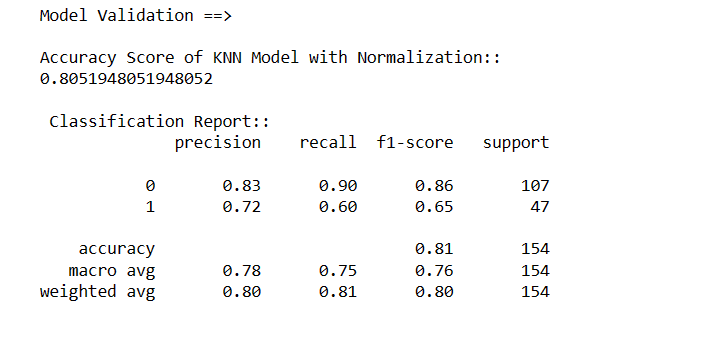 Model Validation ==>
Accuracy Score of KNN Model with Normalization::
0.8051948051948052
Classification Report::
precision recall f1-score support
0 0.83 0.90 0.86 107
1 0.72 0.60 0.65 47
accuracy 0.81 154
macro avg 0.78 0.75 0.76 154
weighted avg 0.80 0.81 0.80 154